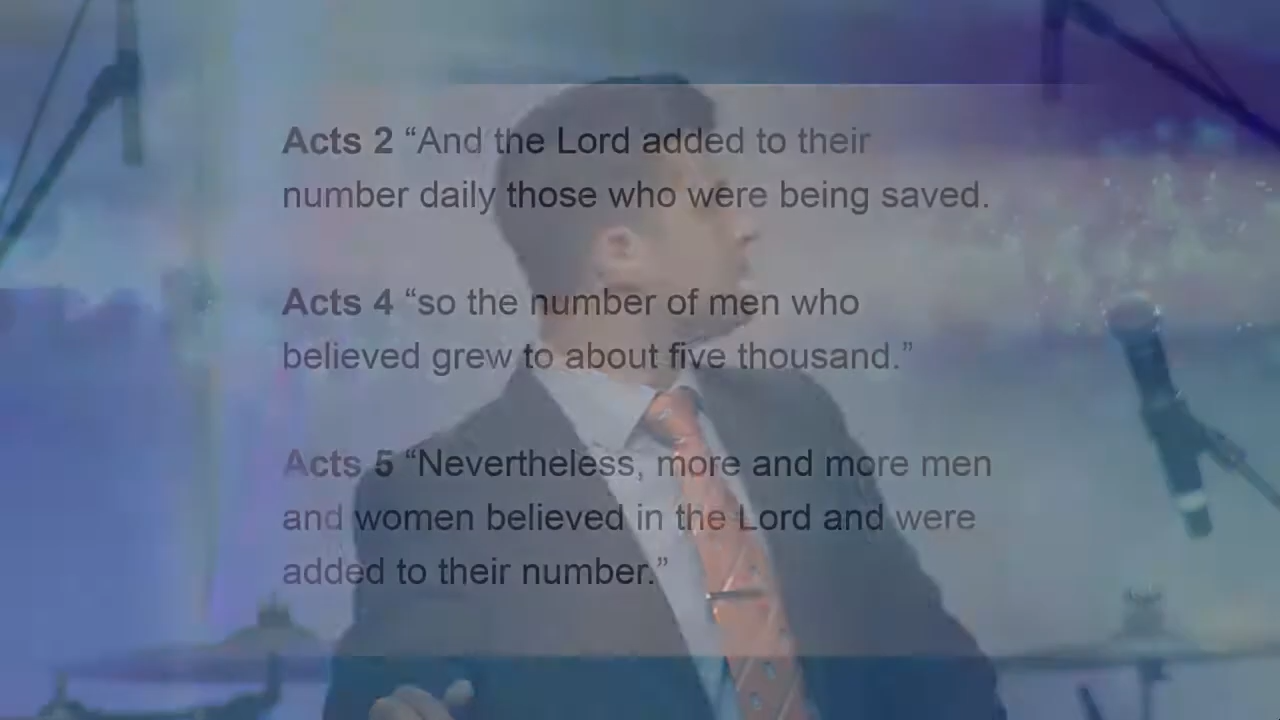 Acts 2 “And the Lord added to their
number daily those who were being saved.
Acts 4 “so the number of men who
believed grew to about five thousand.”
Acts 5 “Nevertheless, more and more men
and women believed in the Lord and were
added to their number.”